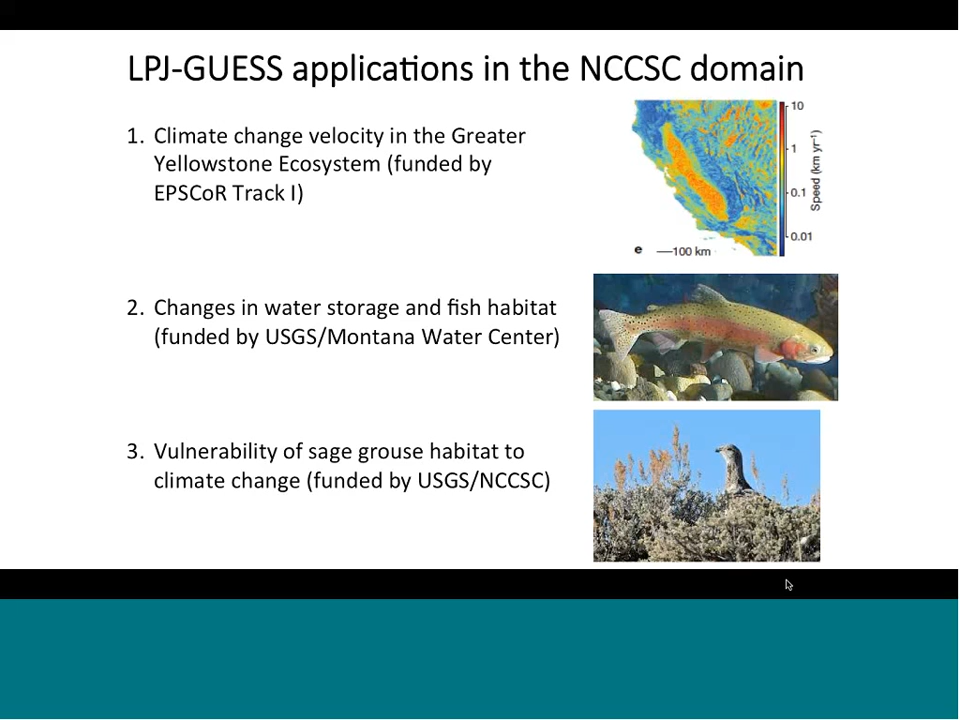 LPJ-GUESS applications in the NCCSC domain
1. Climate change velocity in the Greater
Yellowstone Ecosystem (funded by
EPSCoR Track I)
10
1
0.1
0.01
Speed (km yr⁻¹)
e —100 km
2. Changes in water storage and fish habitat
(funded by USGS/Montana Water Center)
3. Vulnerability of sage grouse habitat to
climate change (funded by USGS/NCCSC)